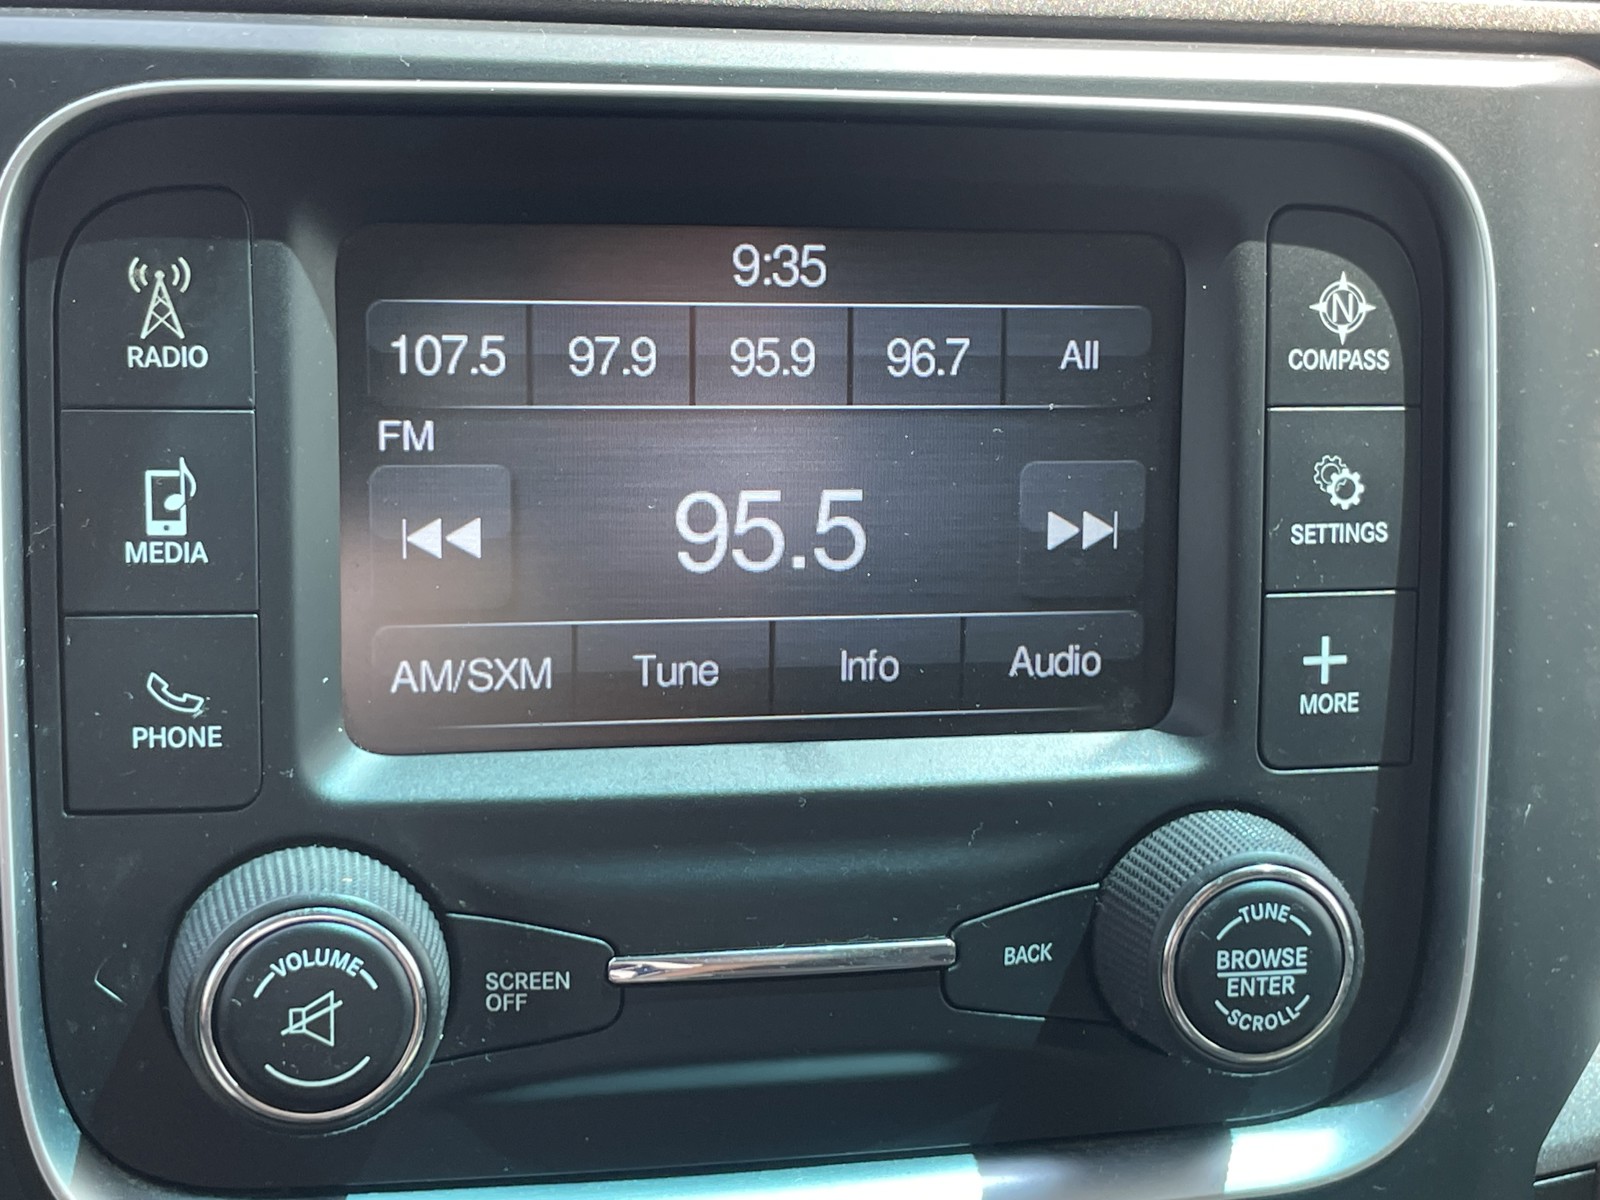 9:35
107.5 97.9 95.9 96.7 All
FM
95.5
AM/SXM Tune Info Audio
RADIO
MEDIA
PHONE
N
COMPASS
SETTINGS
MORE
VOLUME
SCREEN
OFF
BACK
TUNE
BROWSE
ENTER
SCROLL